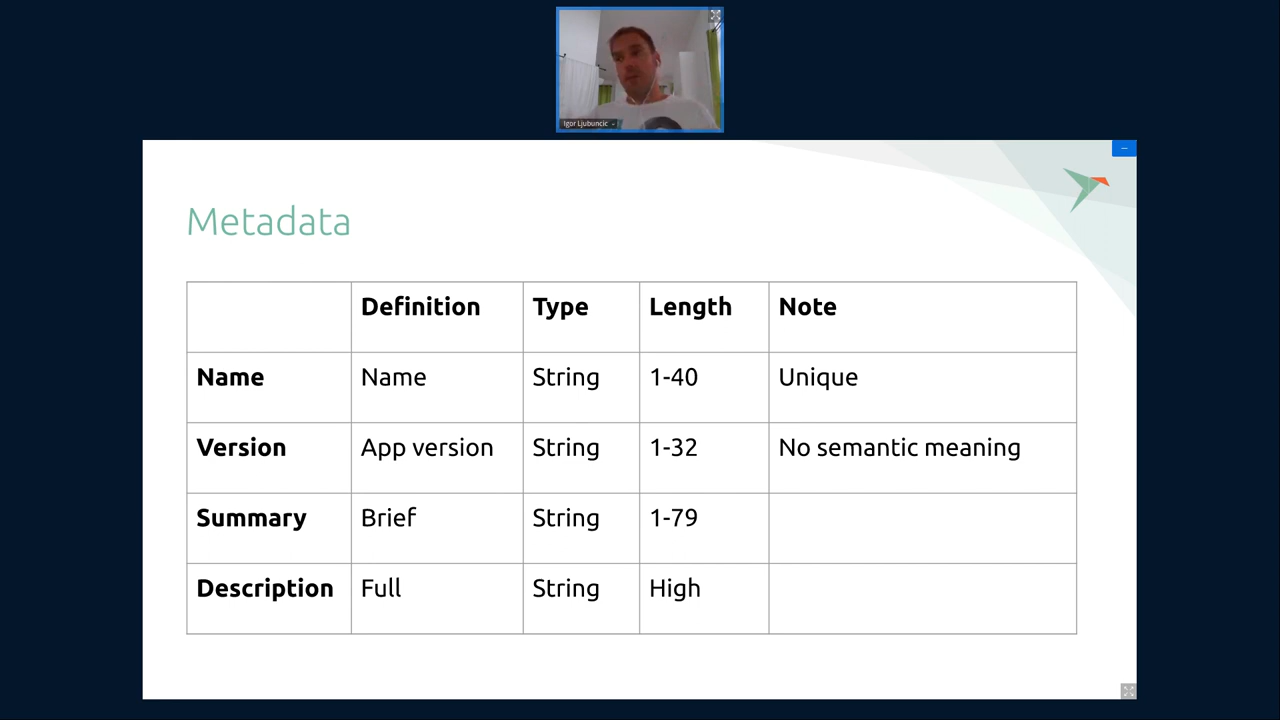 Igor Ljubuncic
Metadata
Definition Type Length Note
Name Name String 1-40 Unique
Version App version String 1-32 No semantic meaning
Summary Brief String 1-79
Description Full String High